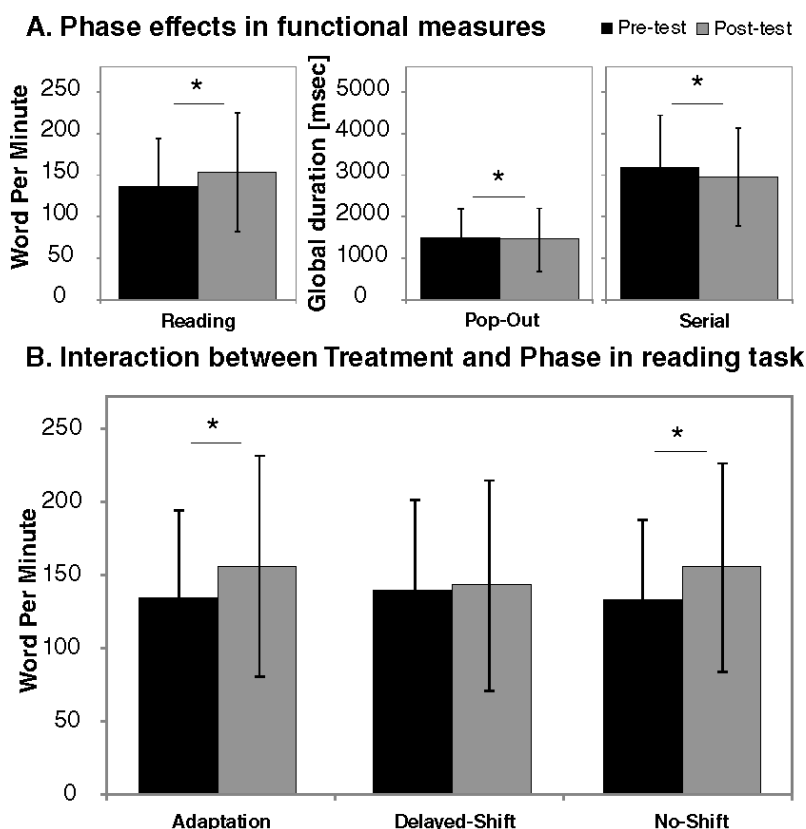 A. Phase effects in functional measures
Pre-test Post-test
Word Per Minute
250
200
150
100
50
0
*
Reading
Global duration [msec]
5000
4000
3000
2000
1000
0
*
Pop-Out
*
Serial
B. Interaction between Treatment and Phase in reading task
Word Per Minute
250
200
150
100
50
0
*
*
Adaptation Delayed-Shift No-Shift